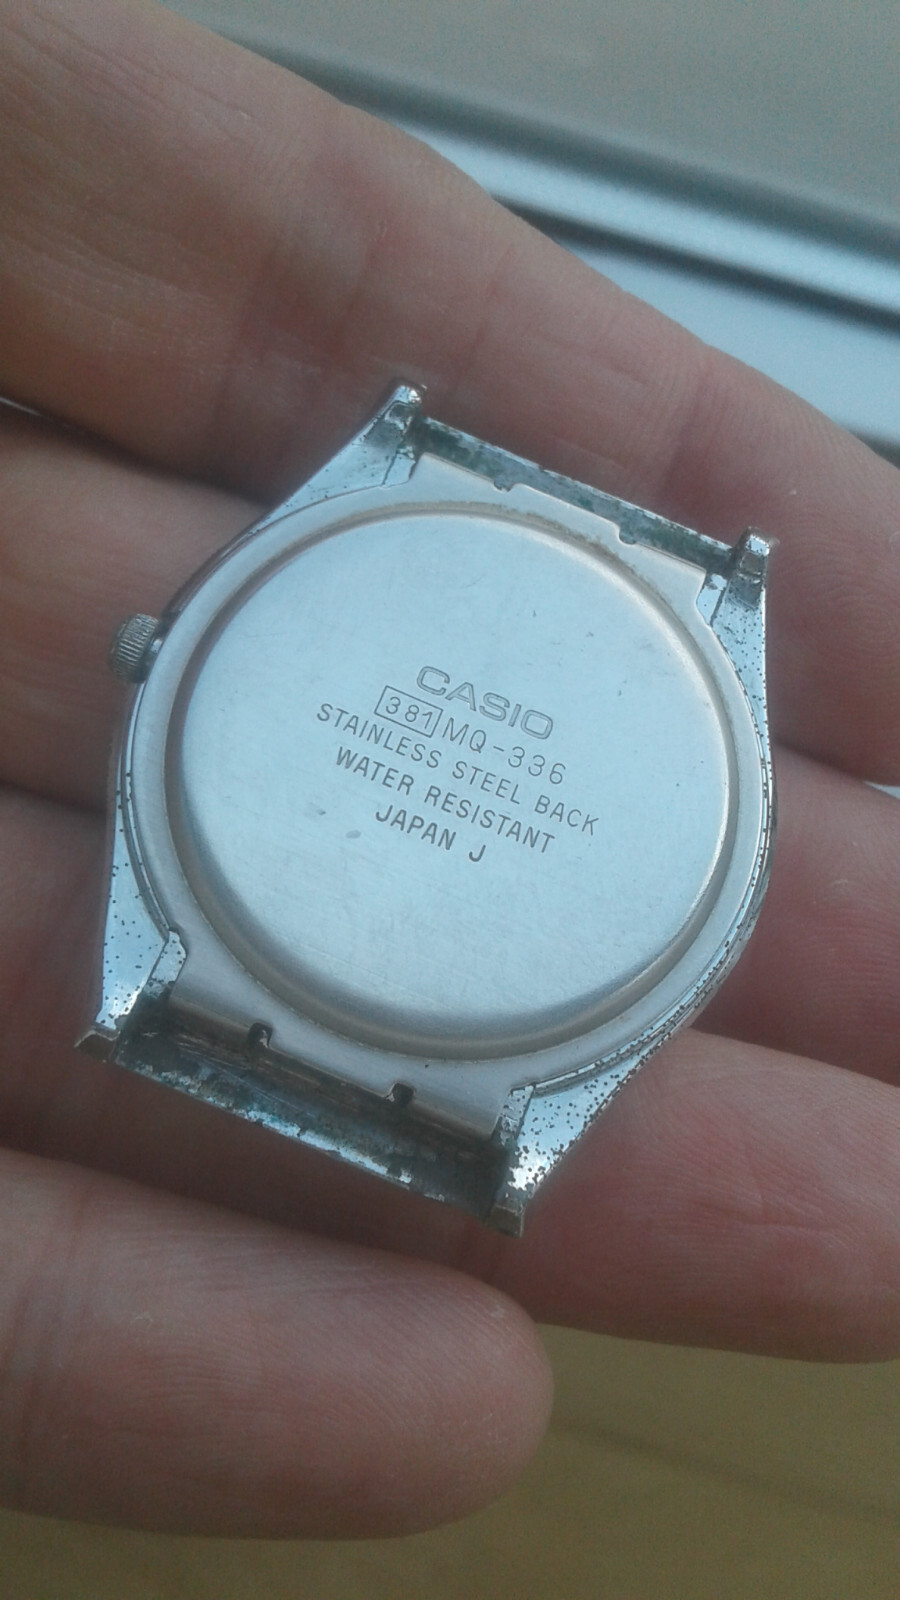 CASIO
381 MQ-336
STAINLESS STEEL BACK
WATER RESISTANT
JAPAN J